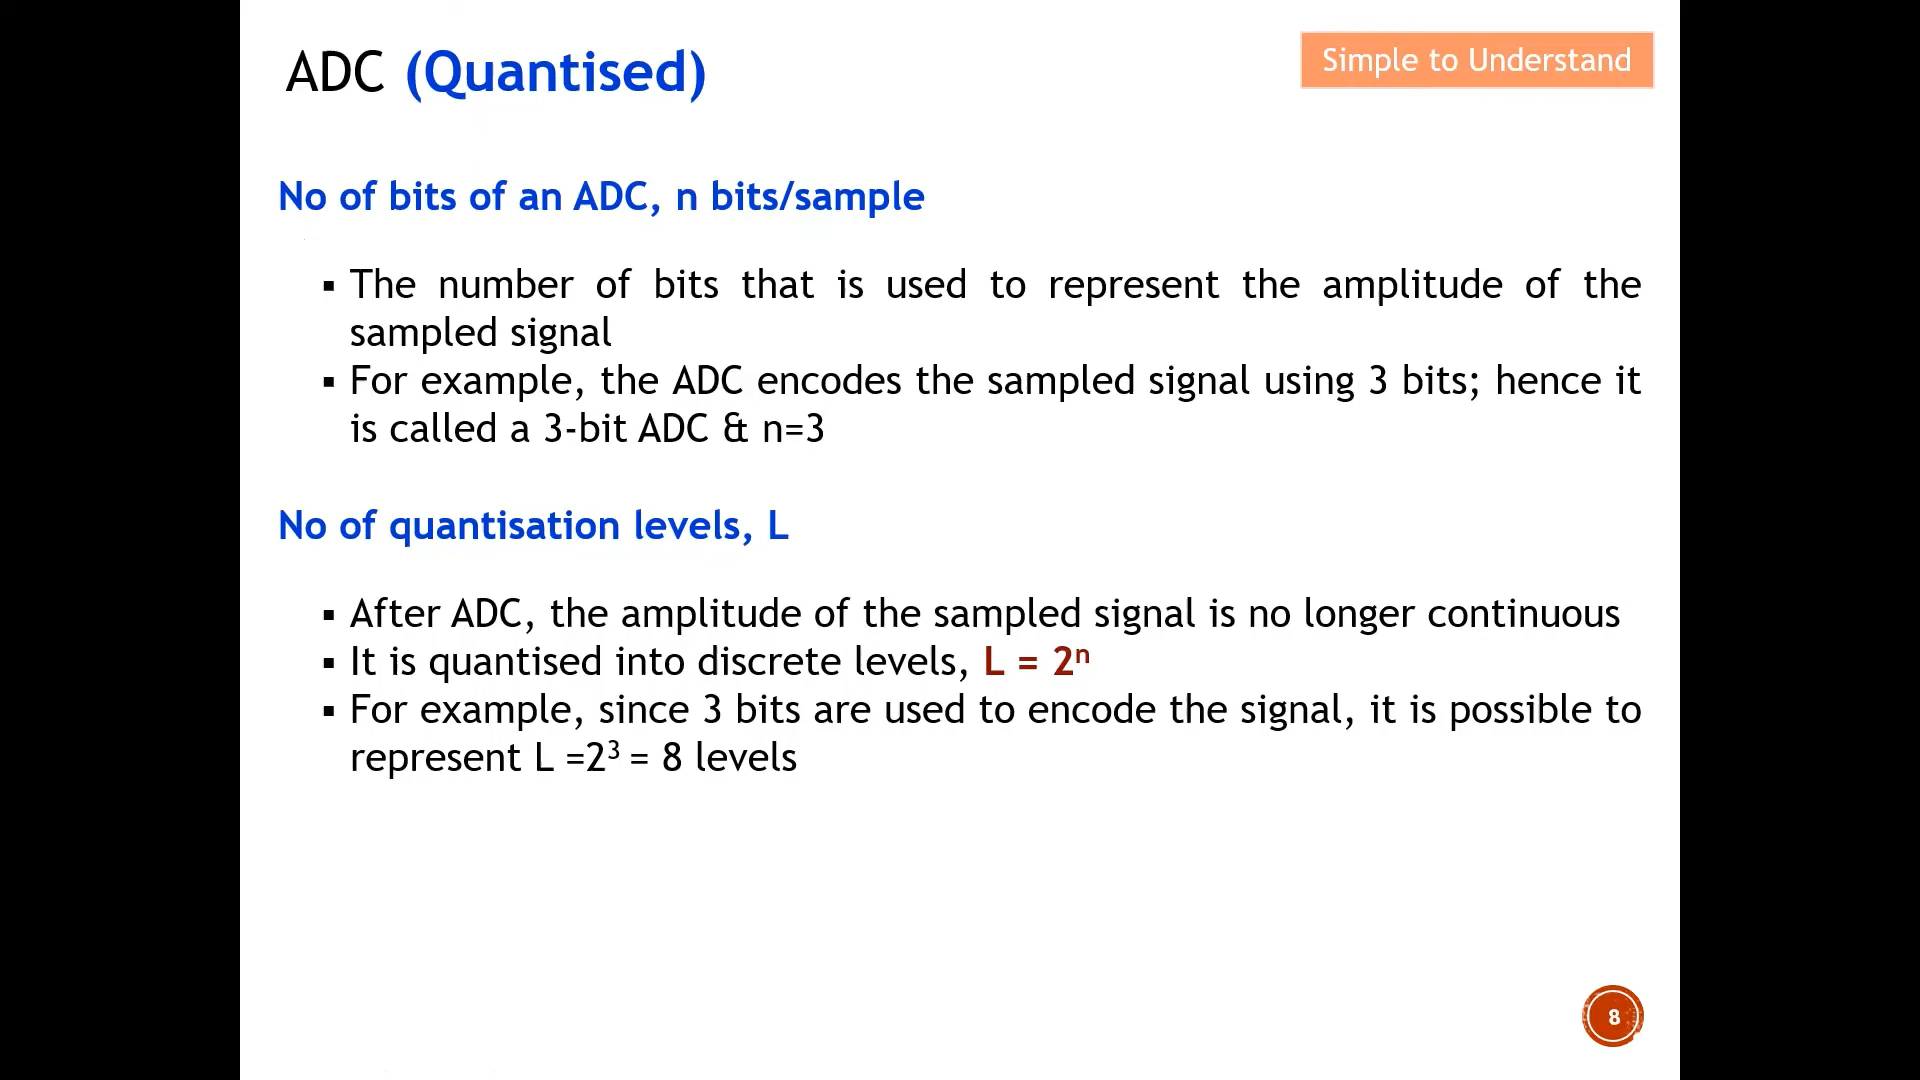 ADC (Quantised)
Simple to Understand
No of bits of an ADC, n bits/sample
▪ The number of bits that is used to represent the amplitude of the
sampled signal
▪ For example, the ADC encodes the sampled signal using 3 bits; hence it
is called a 3-bit ADC & n=3
No of quantisation levels, L
▪ After ADC, the amplitude of the sampled signal is no longer continuous
▪ It is quantised into discrete levels, L = 2ⁿ
▪ For example, since 3 bits are used to encode the signal, it is possible to
represent L =2³ = 8 levels
8